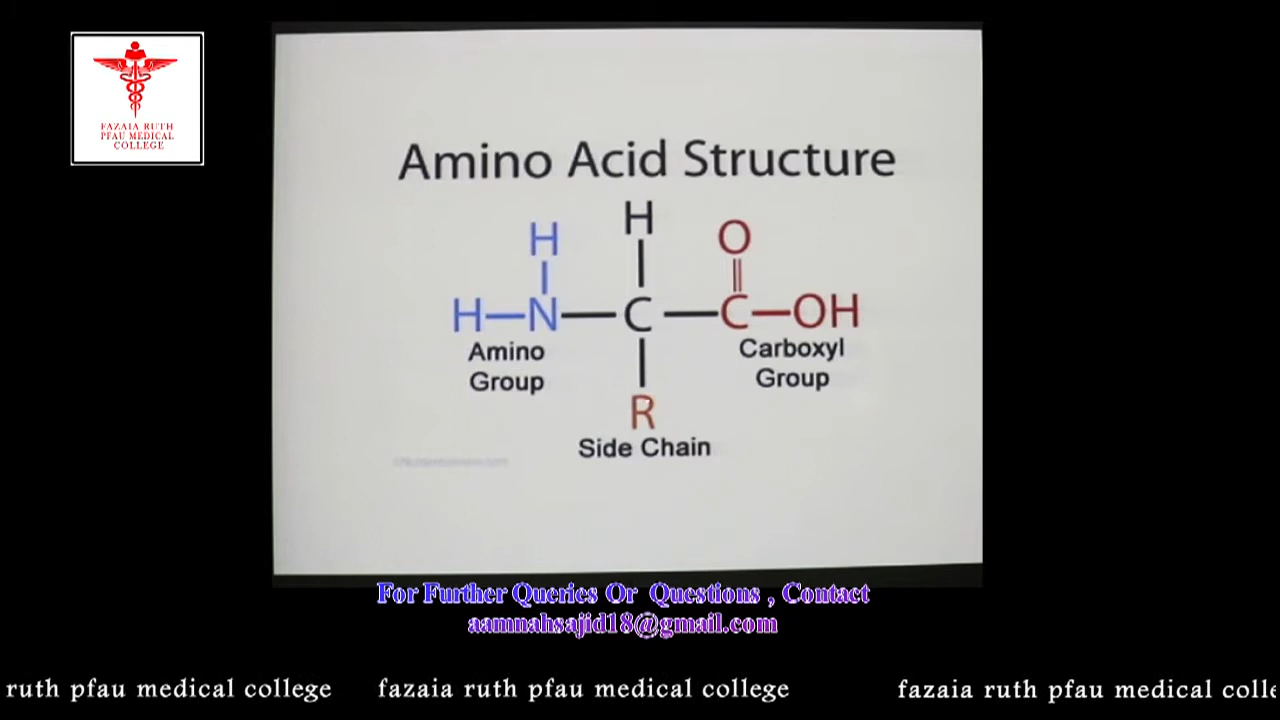 FAZAIA RUTH
PFAU MEDICAL
COLLEGE
Amino Acid Structure
H
H
O
H N C C OH
Amino
Group
Carboxyl
Group
R
Side Chain
For Further Queries Or Questions , Contact
aamnahsajid18@gmail.com
ruth pfau medical college fazaia ruth pfau medical college fazaia ruth pfau medical colle